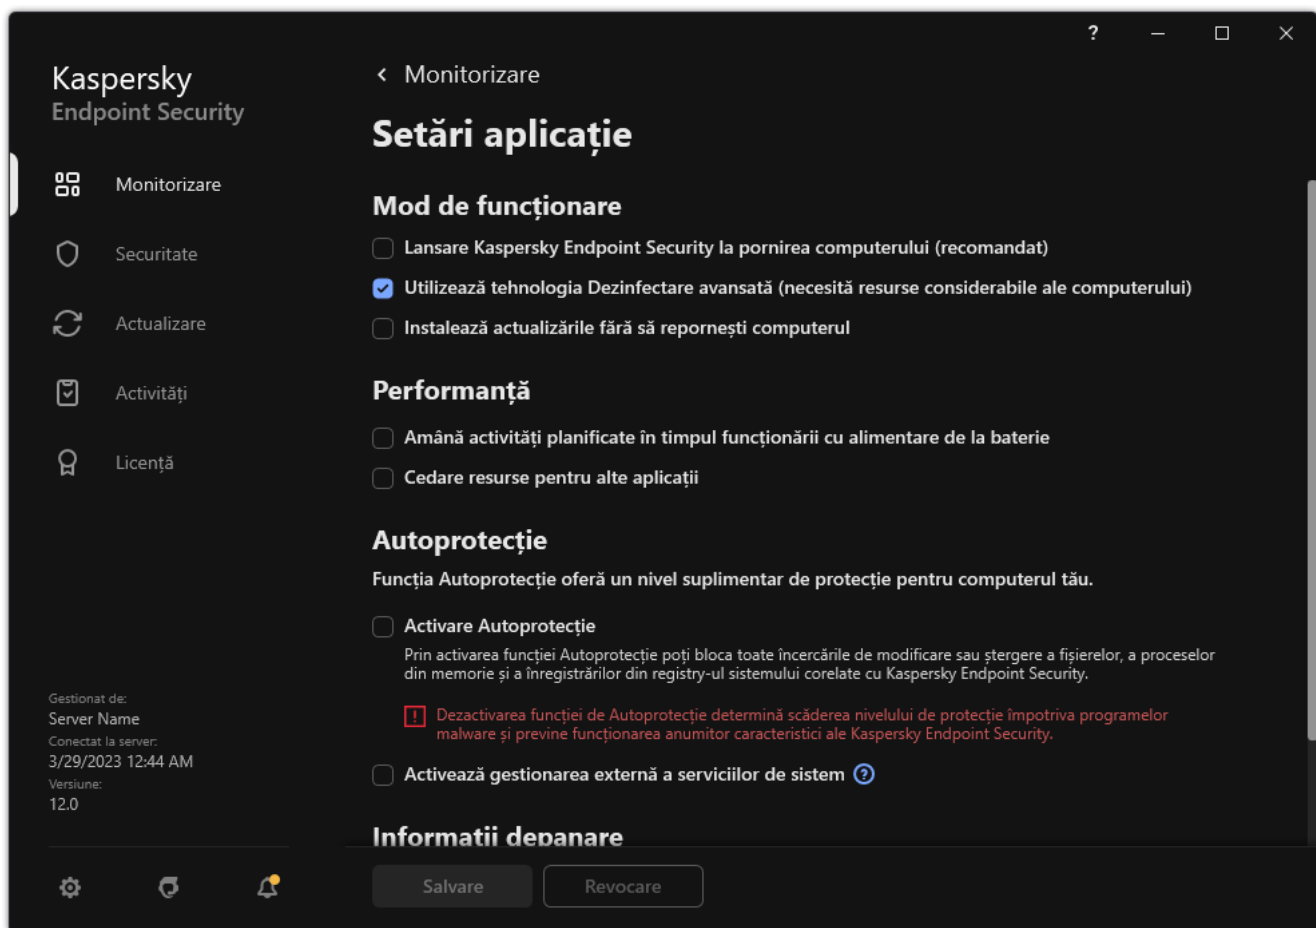 ?
Kaspersky
Endpoint Security
Monitorizare
Securitate
Actualizare
Activități
Licență
Gestionat de:
Server Name
Conectat la server:
3/29/2023 12:44 AM
Versiune:
12.0
Monitorizare
Setări aplicație
Mod de funcționare
Lansare Kaspersky Endpoint Security la pornirea computerului (recomandat)
Utilizează tehnologia Dezinfectare avansată (necesită resurse considerabile ale computerului)
Instalează actualizările fără să repornești computerul
Performanță
Amână activități planificate în timpul funcționării cu alimentare de la baterie
Cedare resurse pentru alte aplicații
Autoprotecție
Funcția Autoprotecție oferă un nivel suplimentar de protecție pentru computerul tău.
Activare Autoprotecție
Prin activarea funcției Autoprotecție poți bloca toate încercările de modificare sau ștergere a fișierelor, a proceselor
din memorie și a înregistrărilor din registry-ul sistemului corelate cu Kaspersky Endpoint Security.
! Dezactivarea funcției de Autoprotecție determină scăderea nivelului de protecție împotriva programelor
malware și previne funcționarea anumitor caracteristici ale Kaspersky Endpoint Security.
Activează gestionarea externă a serviciilor de sistem ?
Informații depanare
Salvare
Revocare